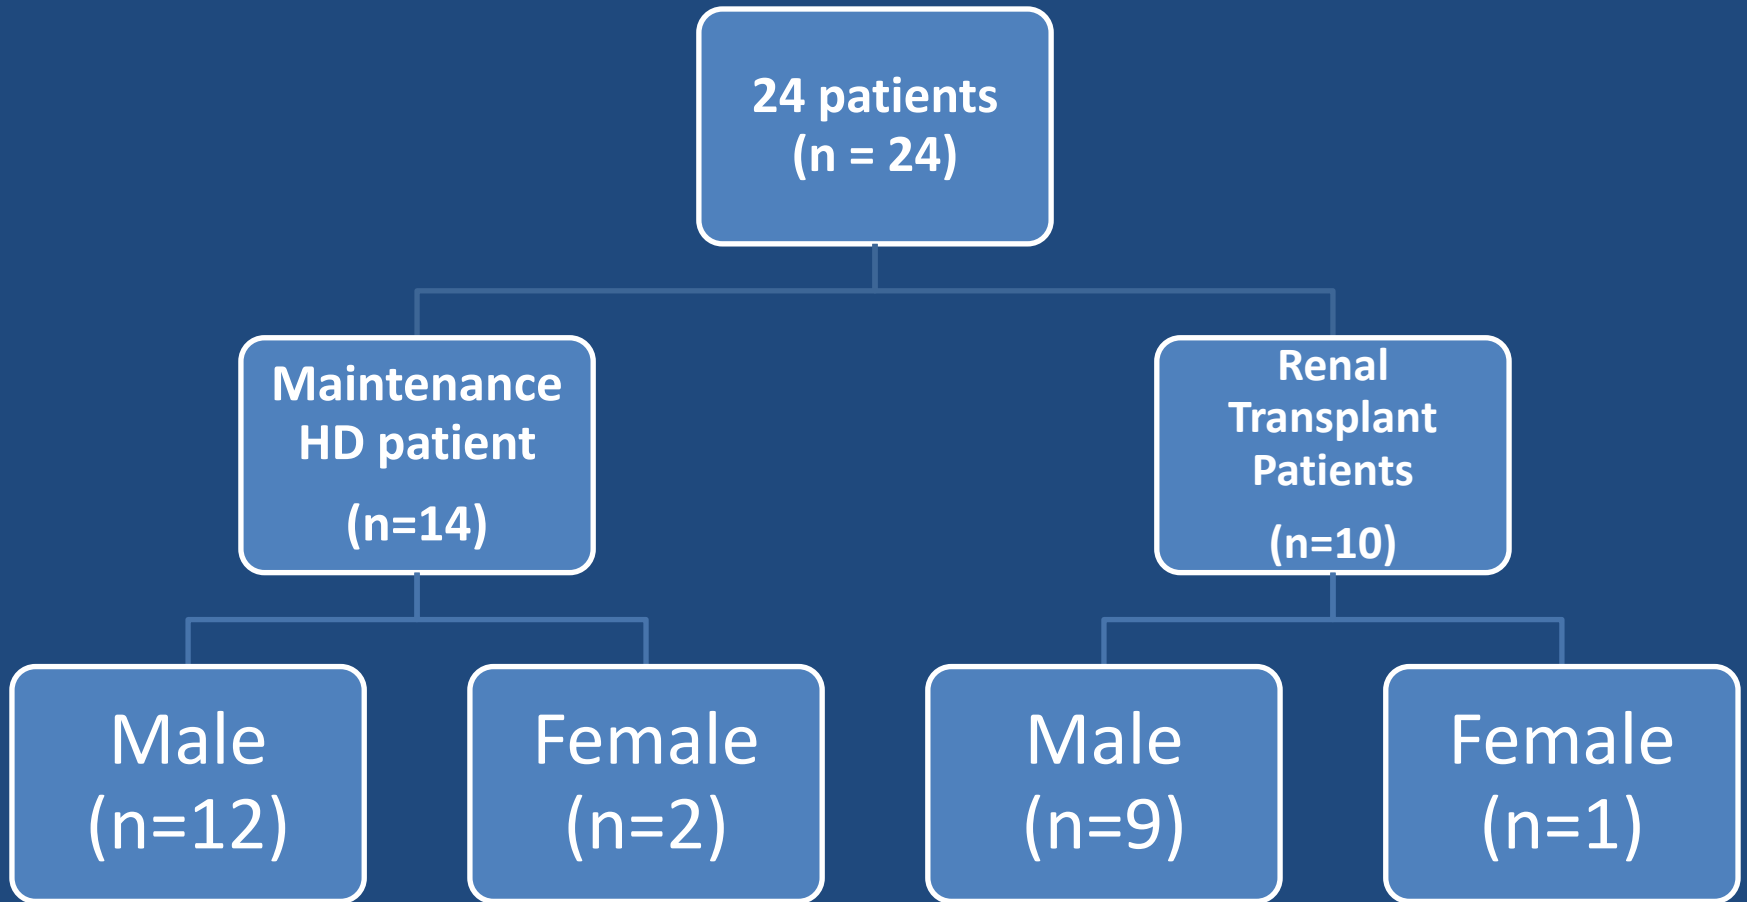 24 patients
(n = 24)
Maintenance
HD patient
(n=14)
Renal
Transplant
Patients
(n=10)
Male
(n=12)
Female
(n=2)
Male
(n=9)
Female
(n=1)